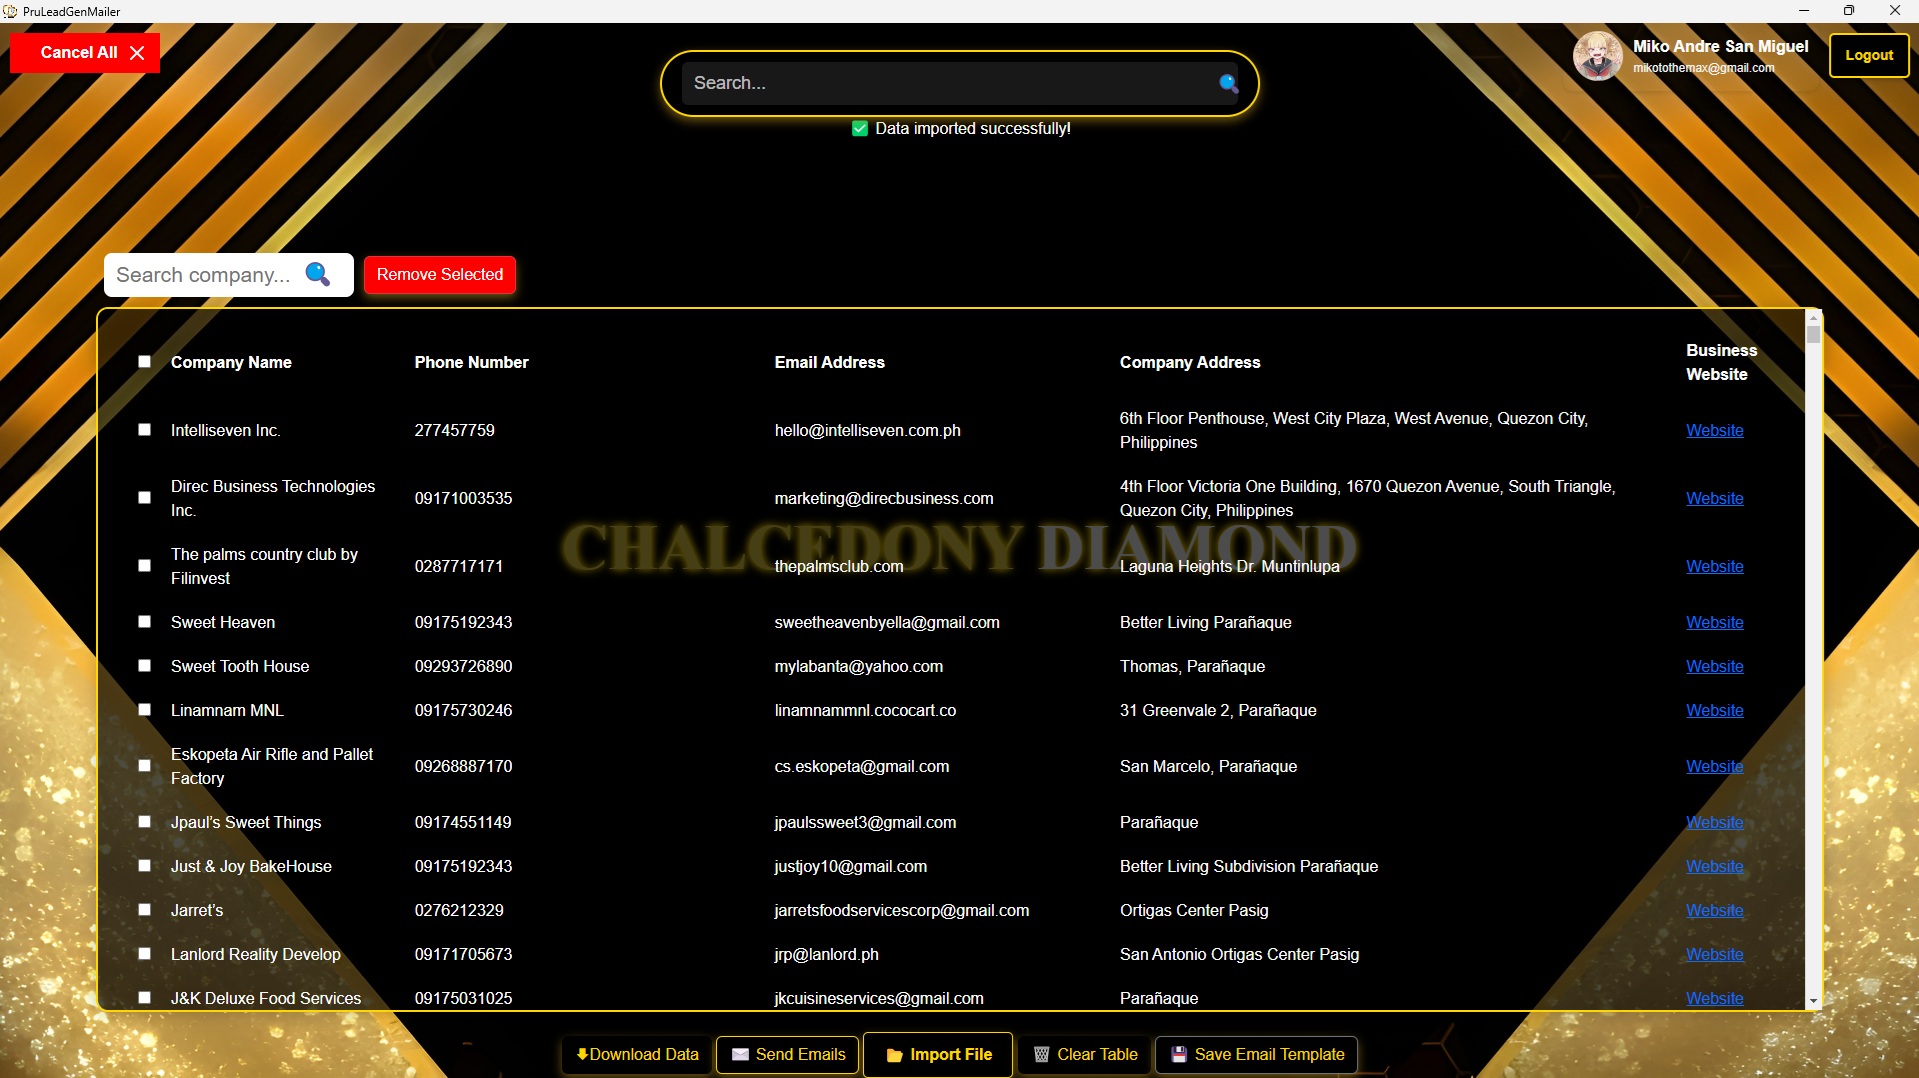 PruLeadGenMailer
Cancel All
Miko Andre San Miguel
mikotothemax@gmail.com
Logout
Search...
Data imported successfully!
Search company...
Remove Selected
Company Name Phone Number Email Address Company Address Business Website
Intelliseven Inc. 277457759 hello@intelliseven.com.ph 6th Floor Penthouse, West City Plaza, West Avenue, Quezon City, Philippines Website
Direc Business Technologies Inc. 09171003535 marketing@direcbusiness.com 4th Floor Victoria One Building, 1670 Quezon Avenue, South Triangle, Quezon City, Philippines Website
CHALCEDONY DIAMOND
The palms country club by Filinvest 0287717171 thepalmsclub.com Laguna Heights Dr. Muntinlupa Website
Sweet Heaven 09175192343 sweetheavenbyella@gmail.com Better Living Parañaque Website
Sweet Tooth House 09293726890 mylabanta@yahoo.com Thomas, Parañaque Website
Linamnam MNL 09175730246 linamnammnl.cococart.co 31 Greenvale 2, Parañaque Website
Eskopeta Air Rifle and Pallet Factory 09268887170 cs.eskopeta@gmail.com San Marcelo, Parañaque Website
Jpaul's Sweet Things 09174551149 jpaulssweet3@gmail.com Parañaque Website
Just & Joy BakeHouse 09175192343 justjoy10@gmail.com Better Living Subdivision Parañaque Website
Jarret's 0276212329 jarretsfoodservicescorp@gmail.com Ortigas Center Pasig Website
Lanlord Reality Develop 09171705673 jrp@lanlord.ph San Antonio Ortigas Center Pasig Website
J&K Deluxe Food Services 09175031025 jkcuisineservices@gmail.com Parañaque Website
Download Data Send Emails Import File Clear Table Save Email Template